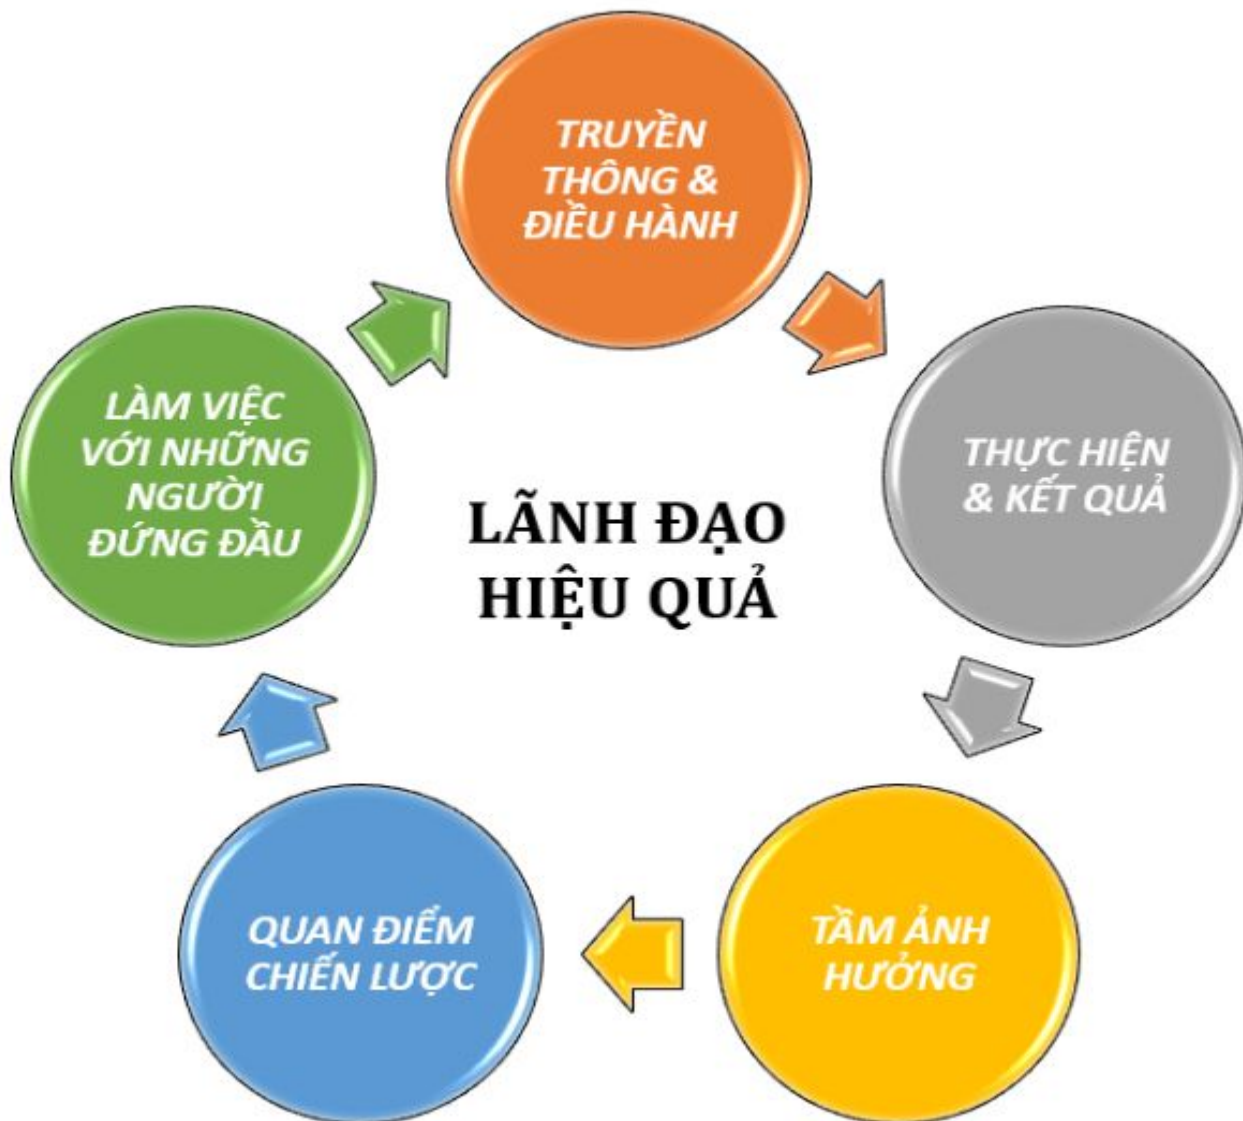 TRUYỀN
THÔNG &
ĐIỀU HÀNH
THỰC HIỆN
& KẾT QUẢ
TẦM ẢNH
HƯỞNG
QUAN ĐIỂM
CHIẾN LƯỢC
LÀM VIỆC
VỚI NHỮNG
NGƯỜI
ĐỨNG ĐẦU
LÃNH ĐẠO
HIỆU QUẢ